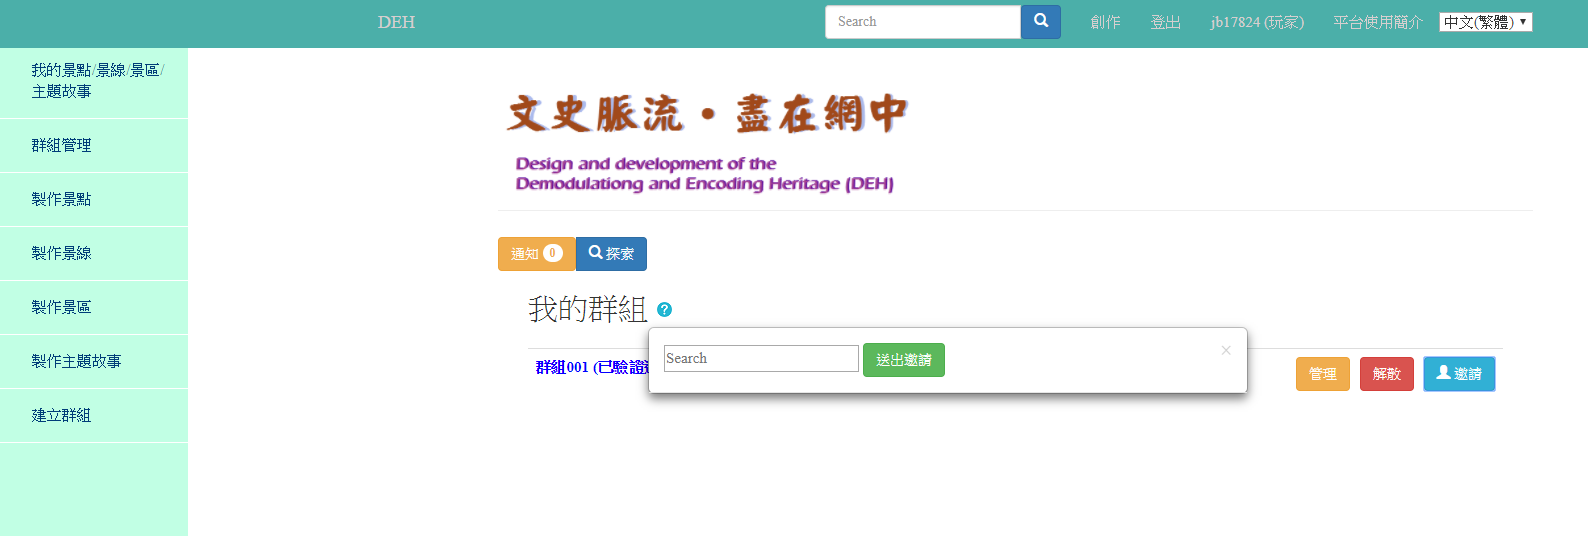 DEH
Search
創作
登出
jb17824 (玩家)
平台使用簡介
中文(繁體)
我的景點/景線/景區/
主題故事
群組管理
製作景點
製作景線
製作景區
製作主題故事
建立群組
文史脈流·盡在網中
Design and development of the
Demodulationg and Encoding Heritage (DEH)
通知 0
探索
我的群組 ?
群組001 (已驗證
Search
送出邀請
×
管理
解散
邀請